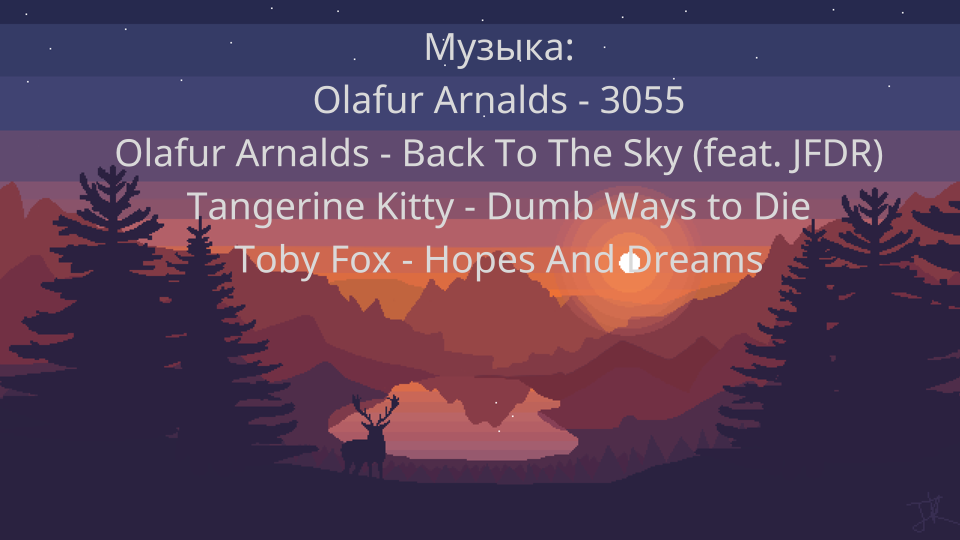 Музыка:
Olafur Arnalds - 3055
Olafur Arnalds - Back To The Sky (feat. JFDR)
Tangerine Kitty - Dumb Ways to Die
Toby Fox - Hopes And Dreams